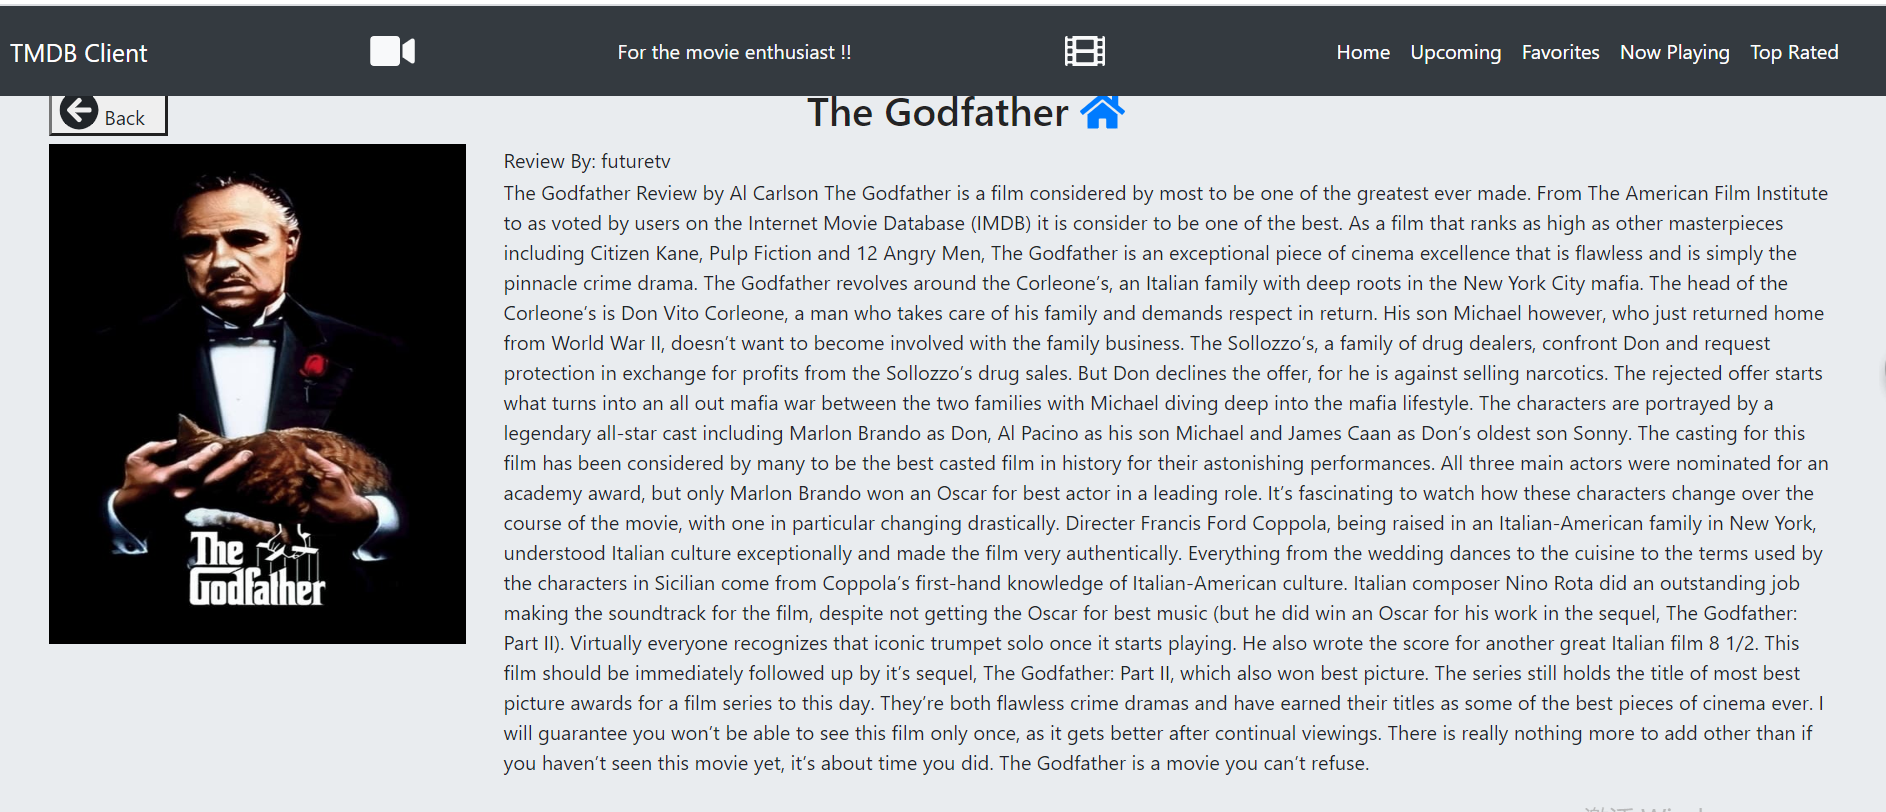 TMDB Client For the movie enthusiast !! Home Upcoming Favorites Now Playing Top Rated
Back
The Godfather
The
Godfather
Review By: futuretv
The Godfather Review by Al Carlson The Godfather is a film considered by most to be one of the greatest ever made. From The American Film Institute
to as voted by users on the Internet Movie Database (IMDB) it is consider to be one of the best. As a film that ranks as high as other masterpieces
including Citizen Kane, Pulp Fiction and 12 Angry Men, The Godfather is an exceptional piece of cinema excellence that is flawless and is simply the
pinnacle crime drama. The Godfather revolves around the Corleone’s, an Italian family with deep roots in the New York City mafia. The head of the
Corleone’s is Don Vito Corleone, a man who takes care of his family and demands respect in return. His son Michael however, who just returned home
from World War II, doesn’t want to become involved with the family business. The Sollozzo’s, a family of drug dealers, confront Don and request
protection in exchange for profits from the Sollozzo’s drug sales. But Don declines the offer, for he is against selling narcotics. The rejected offer starts
what turns into an all out mafia war between the two families with Michael diving deep into the mafia lifestyle. The characters are portrayed by a
legendary all-star cast including Marlon Brando as Don, Al Pacino as his son Michael and James Caan as Don’s oldest son Sonny. The casting for this
film has been considered by many to be the best casted film in history for their astonishing performances. All three main actors were nominated for an
academy award, but only Marlon Brando won an Oscar for best actor in a leading role. It’s fascinating to watch how these characters change over the
course of the movie, with one in particular changing drastically. Directer Francis Ford Coppola, being raised in an Italian-American family in New York,
understood Italian culture exceptionally and made the film very authentically. Everything from the wedding dances to the cuisine to the terms used by
the characters in Sicilian come from Coppola’s first-hand knowledge of Italian-American culture. Italian composer Nino Rota did an outstanding job
making the soundtrack for the film, despite not getting the Oscar for best music (but he did win an Oscar for his work in the sequel, The Godfather:
Part II). Virtually everyone recognizes that iconic trumpet solo once it starts playing. He also wrote the score for another great Italian film 8 1/2. This
film should be immediately followed up by it’s sequel, The Godfather: Part II, which also won best picture. The series still holds the title of most best
picture awards for a film series to this day. They’re both flawless crime dramas and have earned their titles as some of the best pieces of cinema ever. I
will guarantee you won’t be able to see this film only once, as it gets better after continual viewings. There is really nothing more to add other than if
you haven’t seen this movie yet, it’s about time you did. The Godfather is a movie you can’t refuse.